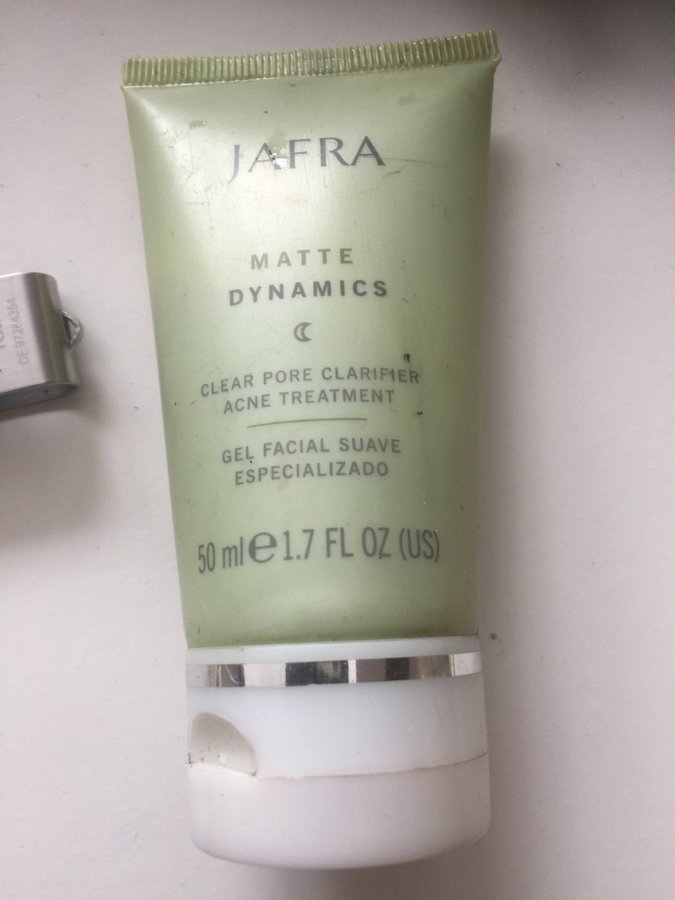 JAFRA
MATTE
DYNAMICS
CLEAR PORE CLARIFIER
ACNE TREATMENT
GEL FACIAL SUAVE
ESPECIALIZADO
50 ml e 1.7 FL OZ (US)